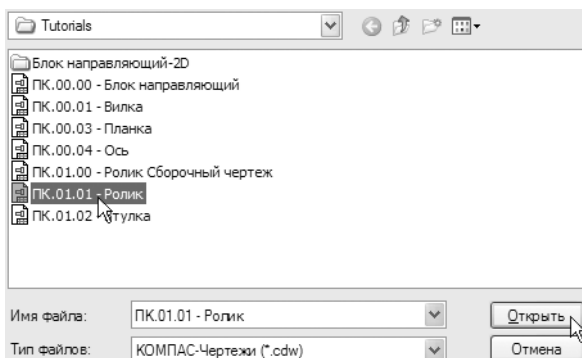 Tutorials
Блок направляющий-2D
ПК.00.00 - Блок направляющий
ПК.00.01 - Вилка
ПК.00.03 - Планка
ПК.00.04 - Ось
ПК.01.00 - Ролик Сборочный чертеж
ПК.01.01 - Ролик
ПК.01.02 - Втулка
Имя файла: ПК.01.01 - Ролик Открыть
Тип файлов: КОМПАС-Чертежи (*.cdw) Отмена